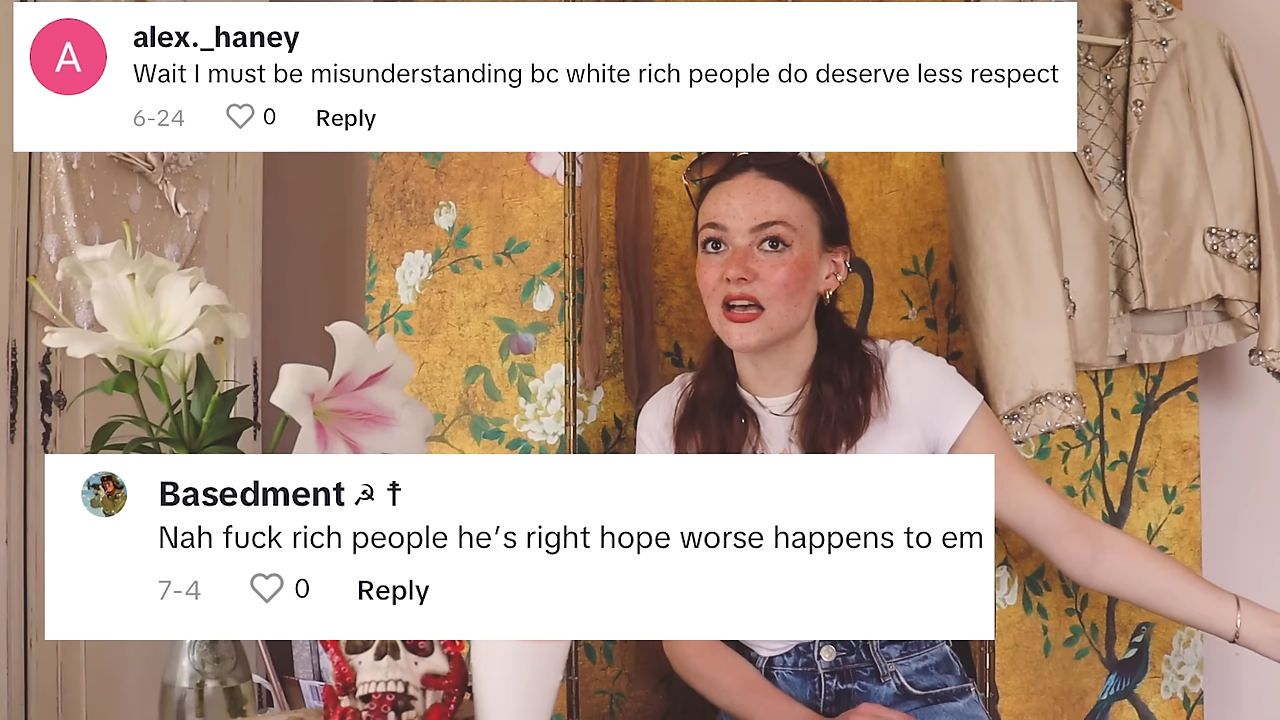 A
alex._haney
Wait I must be misunderstanding bc white rich people do deserve less respect
6-24 0 Reply
Basedment ☭ †
Nah fuck rich people he’s right hope worse happens to em
7-4 0 Reply